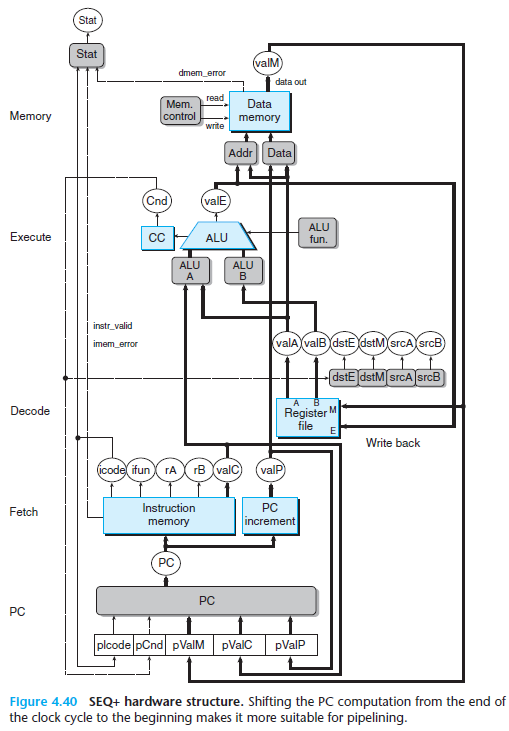 Stat
Stat
valM
dmem_error
data out
Memory
Mem.
control
read
write
Data
memory
Addr
Data
Cnd
valE
Execute
CC
ALU
ALU
fun.
ALU
A
ALU
B
instr_valid
imem_error
valA
valB
dstE
dstM
srcA
srcB
dstE
dstM
srcA
srcB
Decode
A
B
Register
file
M
E
Write back
icode
ifun
rA
rB
valC
valP
Fetch
Instruction
memory
PC
increment
PC
PC
PC
pIcode
pCnd
pValM
pValC
pValP
Figure 4.40 SEQ+ hardware structure. Shifting the PC computation from the end of
the clock cycle to the beginning makes it more suitable for pipelining.